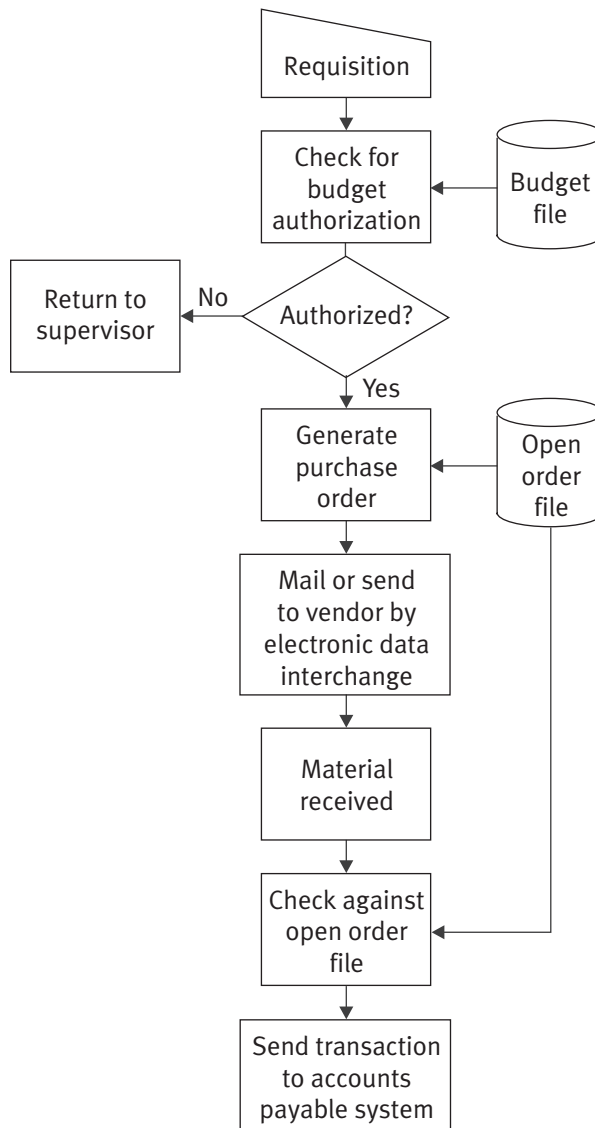 Requisition
Check for
budget
authorization
Budget
file
Return to
supervisor
No
Authorized?
Yes
Generate
purchase
order
Open
order
file
Mail or send
to vendor by
electronic data
interchange
Material
received
Check against
open order
file
Send transaction
to accounts
payable system